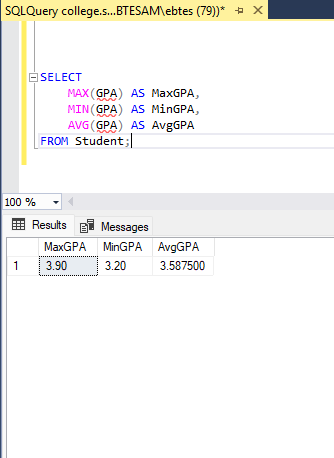 SQLQuery college.s...BTESAM\ebtes (79))*
SELECT
MAX(GPA) AS MaxGPA,
MIN(GPA) AS MinGPA,
AVG(GPA) AS AvgGPA
FROM Student;
100 %
Results Messages
MaxGPA MinGPA AvgGPA
1 3.90 3.20 3.587500